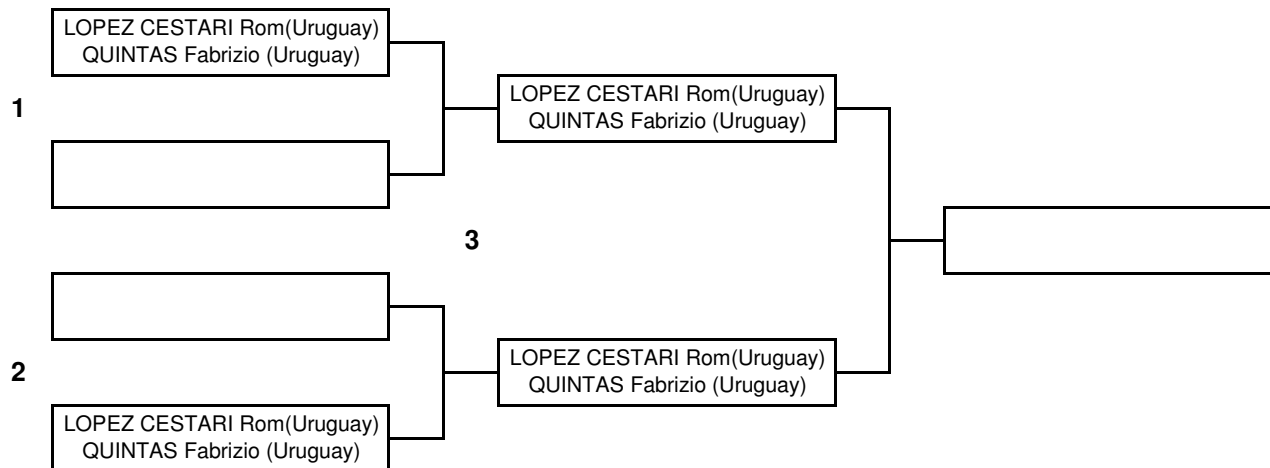 LOPEZ CESTARI Rom(Uruguay)
QUINTAS Fabrizio (Uruguay)
1
LOPEZ CESTARI Rom(Uruguay)
QUINTAS Fabrizio (Uruguay)
3
2
LOPEZ CESTARI Rom(Uruguay)
QUINTAS Fabrizio (Uruguay)
LOPEZ CESTARI Rom(Uruguay)
QUINTAS Fabrizio (Uruguay)